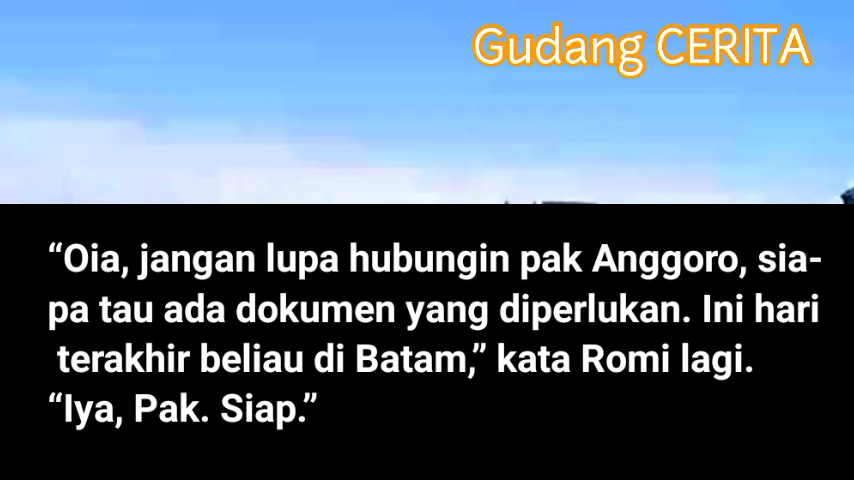 Gudang CERITA
“Oia, jangan lupa hubungin pak Anggoro, sia-
pa tau ada dokumen yang diperlukan. Ini hari
terakhir beliau di Batam,” kata Romi lagi.
“Iya, Pak. Siap.”